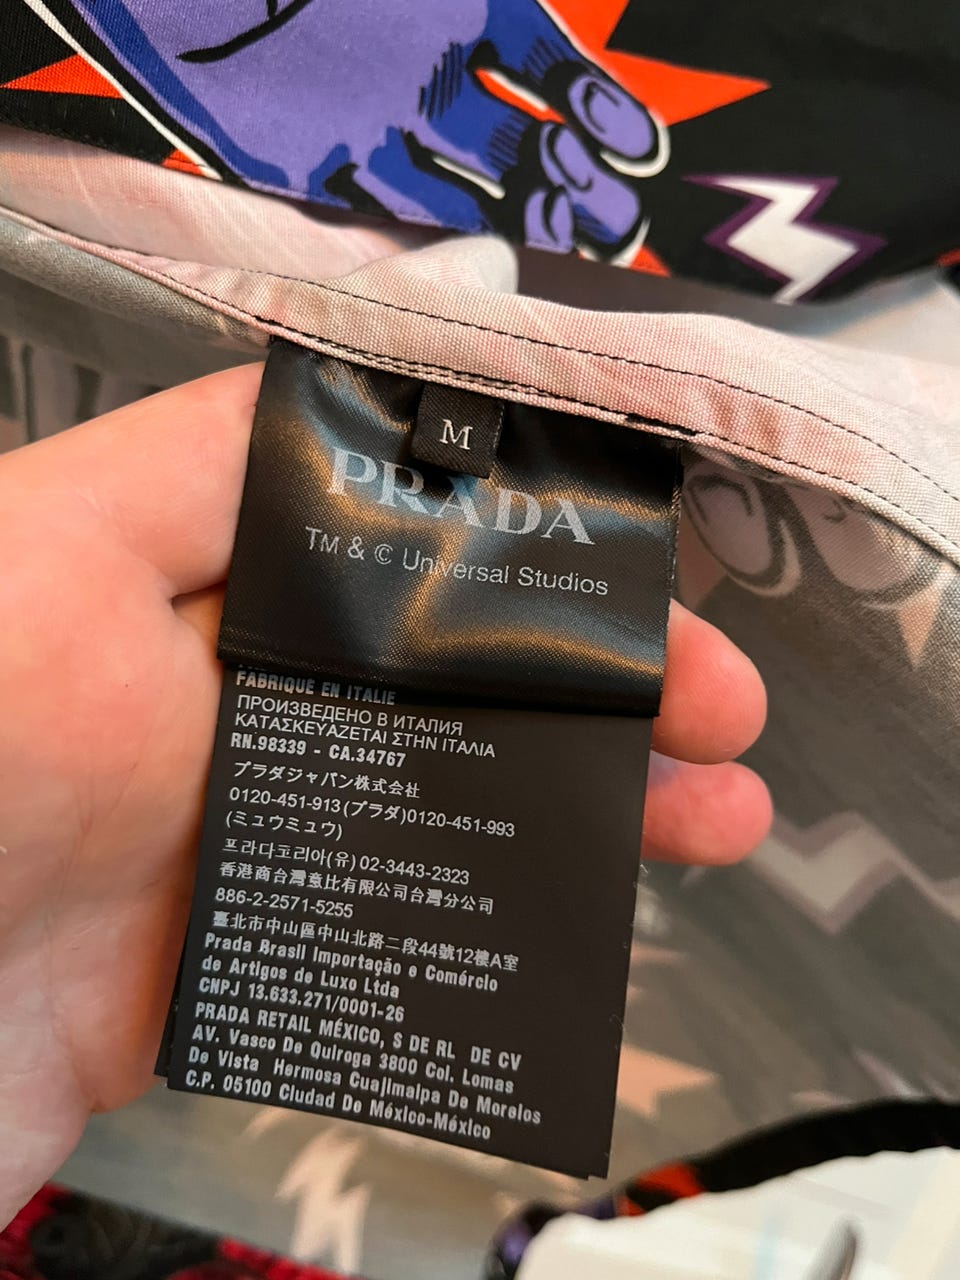 M
PRADA
TM & © Universal Studios
FABRIQUÉ EN ITALIE
ПРОИЗВЕДЕНО В ИТАЛИЯ
ΚΑΤΑΣΚΕΥΑΖΕΤΑΙ ΣΤΗΝ ΙΤΑΛΙΑ
RN.98339 - CA.34767
プラダジャパン株式会社
0120-451-913(プラダ)0120-451-993
(ミュウミュウ)
프라다코리아(유) 02-3443-2323
香港商台灣意比有限公司台灣分公司
886-2-2571-5255
臺北市中山區中山北路二段44號12樓A室
Prada Brasil Importação e Comércio
de Artigos de Luxo Ltda
CNPJ 13.633.271/0001-26
PRADA RETAIL MÉXICO, S DE RL DE CV
AV. Vasco De Quiroga 3800 Col. Lomas
De Vista Hermosa Cuajimalpa De Morelos
C.P. 05100 Ciudad De México-México